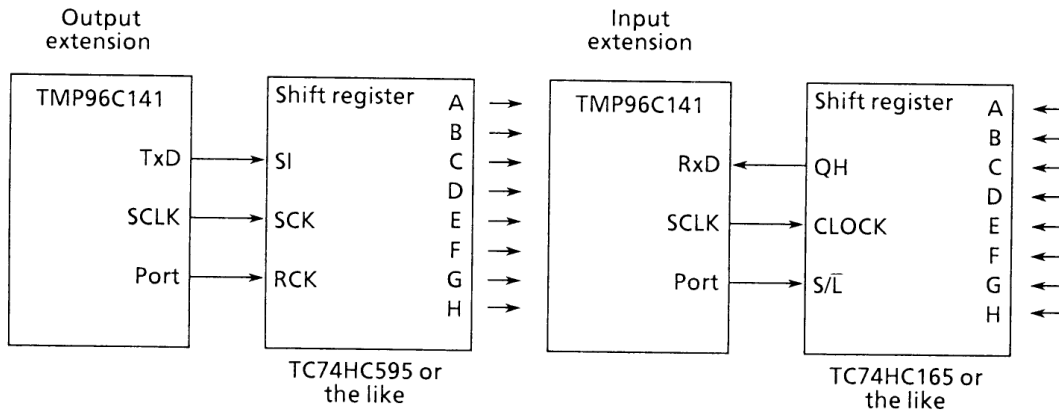 Output
extension
TMP96C141
TxD
SCLK
Port
Shift register
SI
SCK
RCK
A
B
C
D
E
F
G
H
TC74HC595 or
the like
Input
extension
TMP96C141
RxD
SCLK
Port
Shift register
QH
CLOCK
S/L̅
A
B
C
D
E
F
G
H
TC74HC165 or
the like